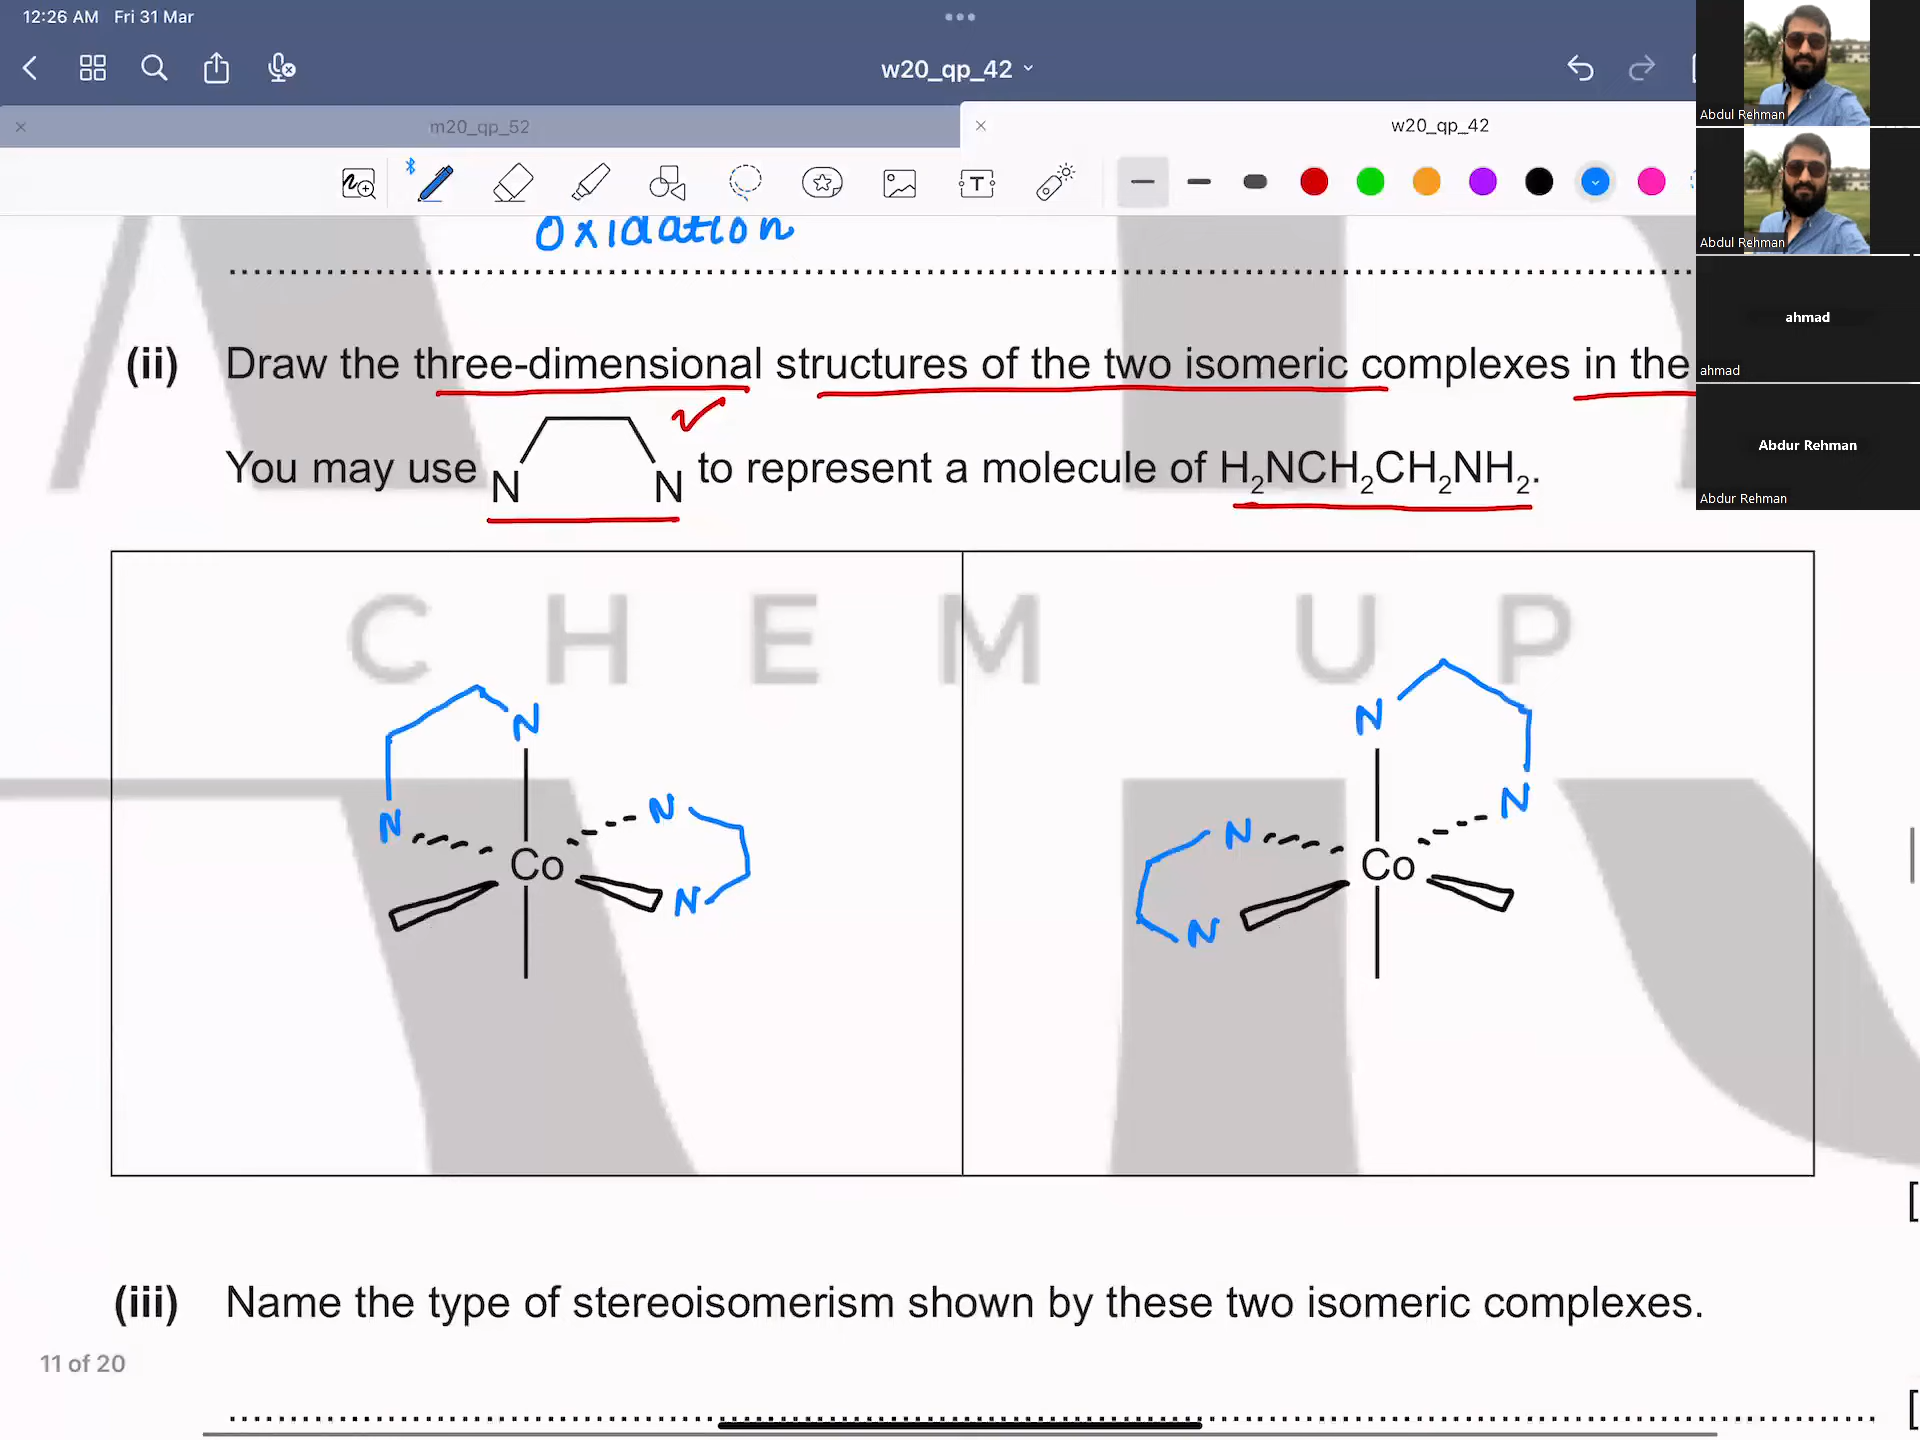 12:26 AM Fri 31 Mar
w20_qp_42
m20_qp_52
w20_qp_42
Abdul Rehman
Abdul Rehman
ahmad
ahmad
Abdur Rehman
Abdur Rehman
Oxidation
(ii) Draw the three-dimensional structures of the two isomeric complexes in the
You may use N N to represent a molecule of H₂NCH₂CH₂NH₂.
C H E M U P
N N
N N
N N
Co Co
N N
(iii) Name the type of stereoisomerism shown by these two isomeric complexes.
11 of 20